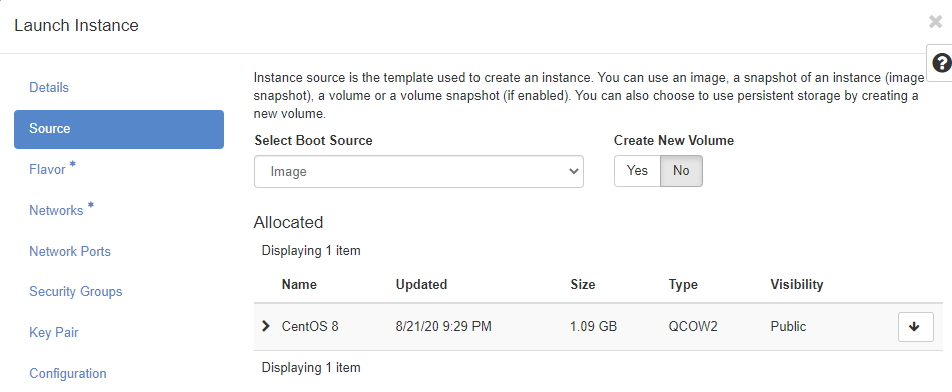 Launch Instance
×
Details
Source
Flavor *
Networks *
Network Ports
Security Groups
Key Pair
Configuration
?
Instance source is the template used to create an instance. You can use an image, a snapshot of an instance (image
snapshot), a volume or a volume snapshot (if enabled). You can also choose to use persistent storage by creating a
new volume.
Select Boot Source
Image
Create New Volume
Yes No
Allocated
Displaying 1 item
Name Updated Size Type Visibility
CentOS 8 8/21/20 9:29 PM 1.09 GB QCOW2 Public
Displaying 1 item